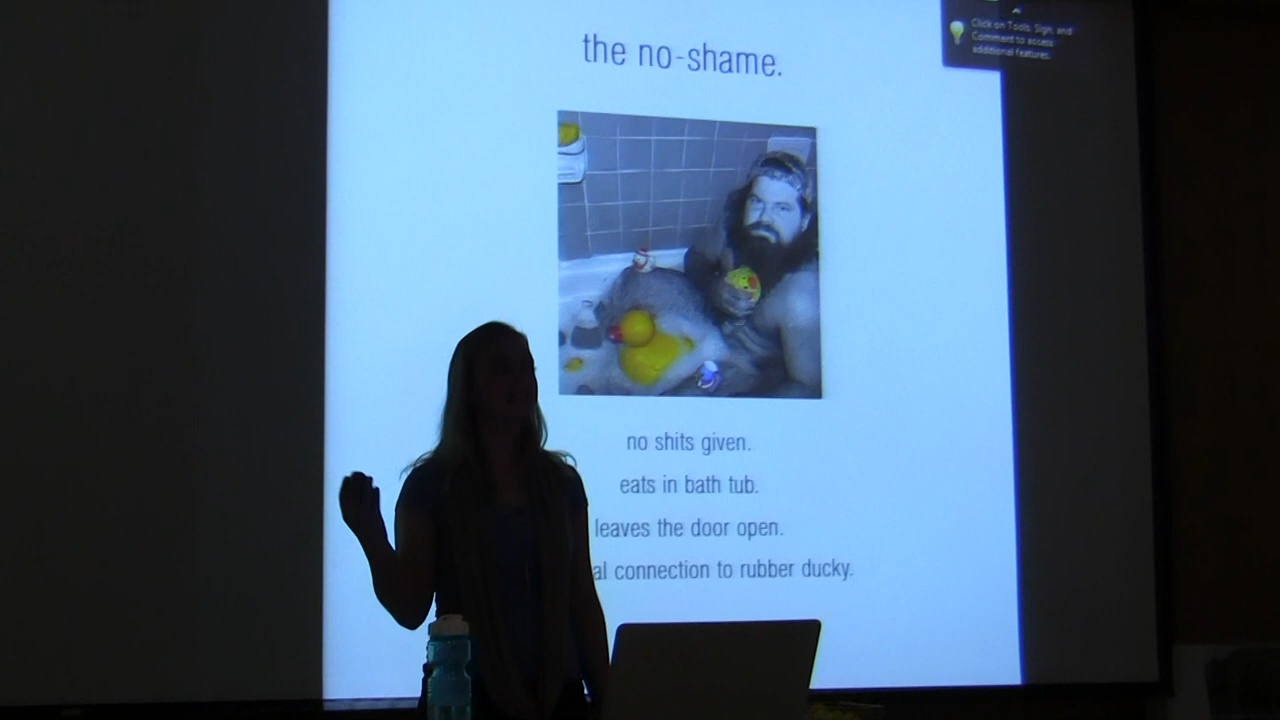 the no-shame.
Click on Tools, Sign, and
Comment to access
additional features.
no shits given.
eats in bath tub.
leaves the door open.
al connection to rubber ducky.